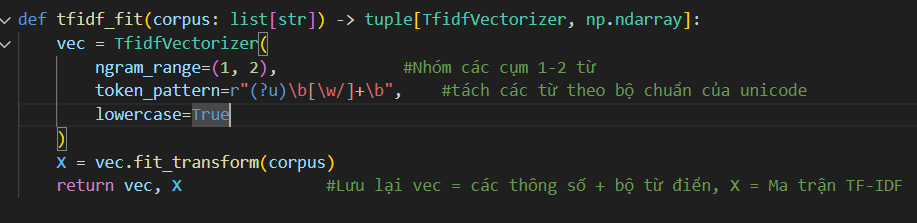 def tfidf_fit(corpus: list[str]) -> tuple[TfidfVectorizer, np.ndarray]:
    vec = TfidfVectorizer(
        ngram_range=(1, 2),                #Nhóm các cụm 1-2 từ
        token_pattern=r"(?u)\b[\w/]+\b",     #tách các từ theo bộ chuẩn của unicode
        lowercase=True
    )
    X = vec.fit_transform(corpus)
    return vec, X                  #Lưu lại vec = các thông số + bộ từ điển, X = Ma trận TF-IDF